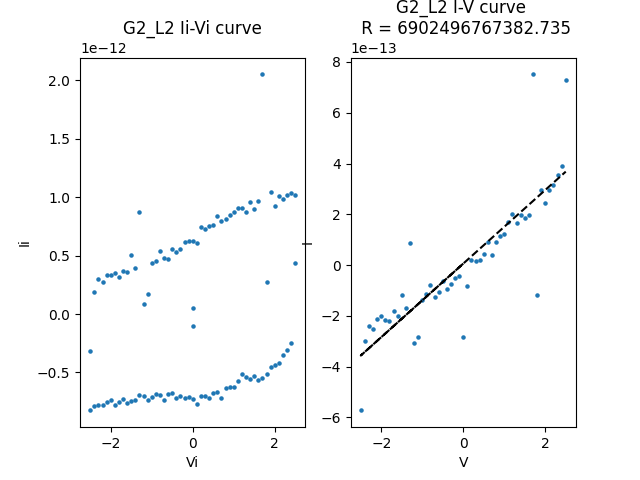 G2_L2 Ii-Vi curve
1e−12
2.0
1.5
1.0
0.5
0.0
−0.5
−2
0
2
Ii
Vi
G2_L2 I-V curve
R = 6902496767382.735
1e−13
8
6
4
2
0
−2
−4
−6
−2
0
2
I
V